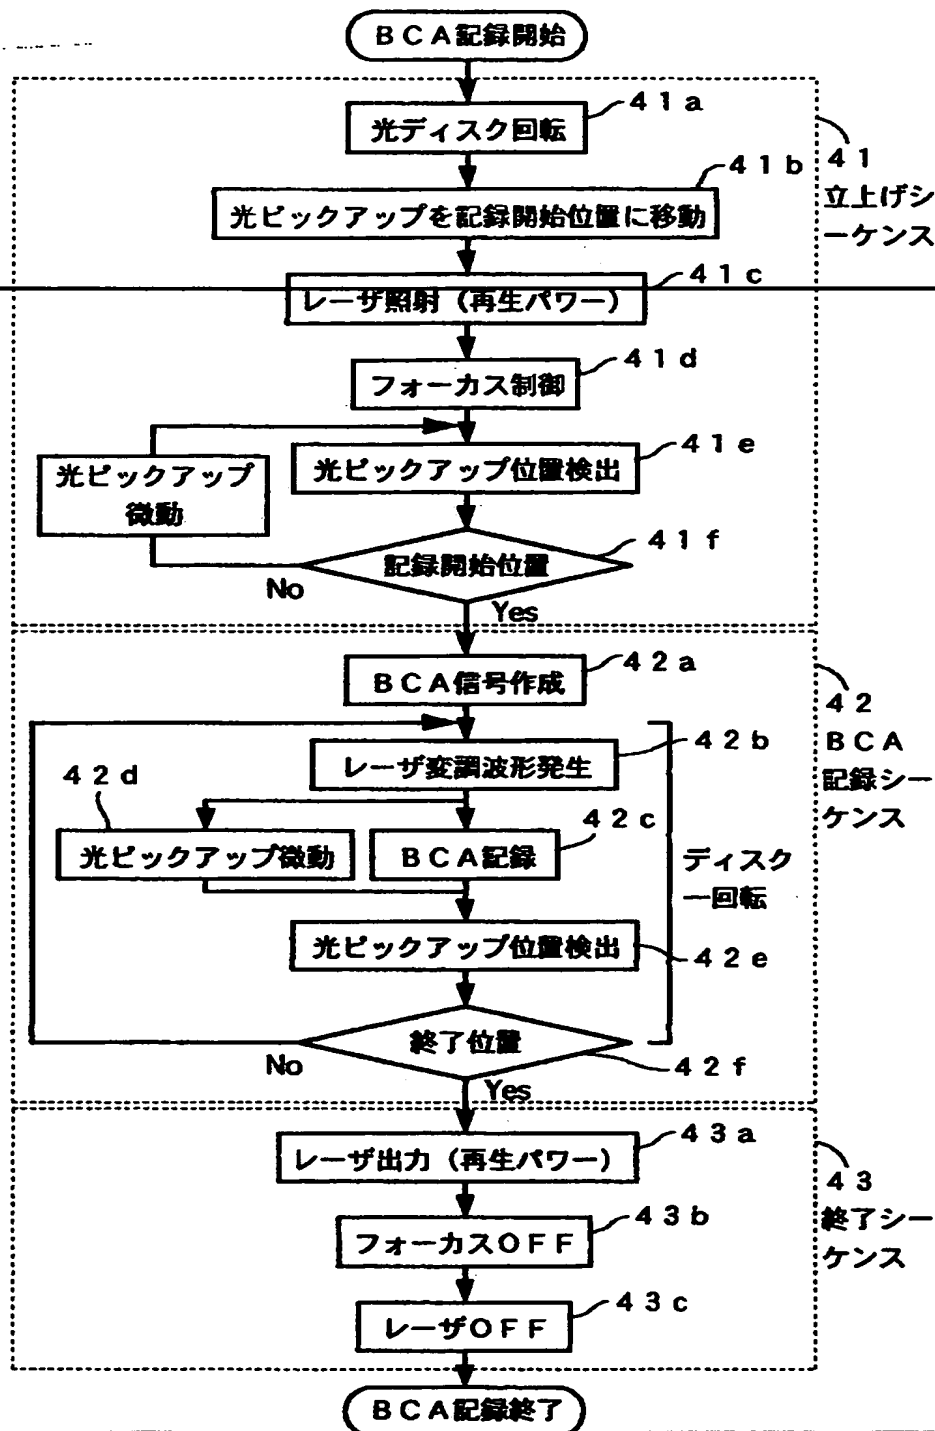 BCA記録開始
41a
光ディスク回転
41
立上げシ
ーケンス
41b
光ピックアップを記録開始位置に移動
41c
レーザ照射(再生パワー)
41d
フォーカス制御
41e
光ピックアップ位置検出
光ピックアップ
微動
41f
記録開始位置
No
Yes
42a
BCA信号作成
42
BCA
記録シー
ケンス
42b
レーザ変調波形発生
42d
42c
光ピックアップ微動
BCA記録
ディスク
一回転
光ピックアップ位置検出
42e
終了位置
42f
No
Yes
43a
レーザ出力(再生パワー)
43
終了シー
ケンス
43b
フォーカスOFF
43c
レーザOFF
BCA記録終了